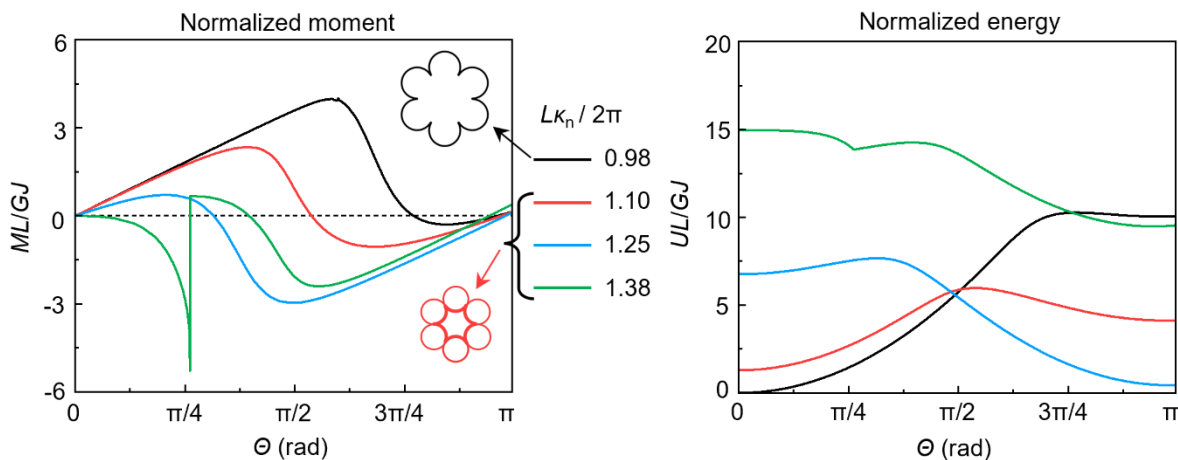 Normalized moment
6
3
0
-3
-6
ML/GJ
0
π/4
π/2
3π/4
π
Θ (rad)
Lκn / 2π
0.98
1.10
1.25
1.38
Normalized energy
20
15
10
5
0
UL/GJ
0
π/4
π/2
3π/4
π
Θ (rad)